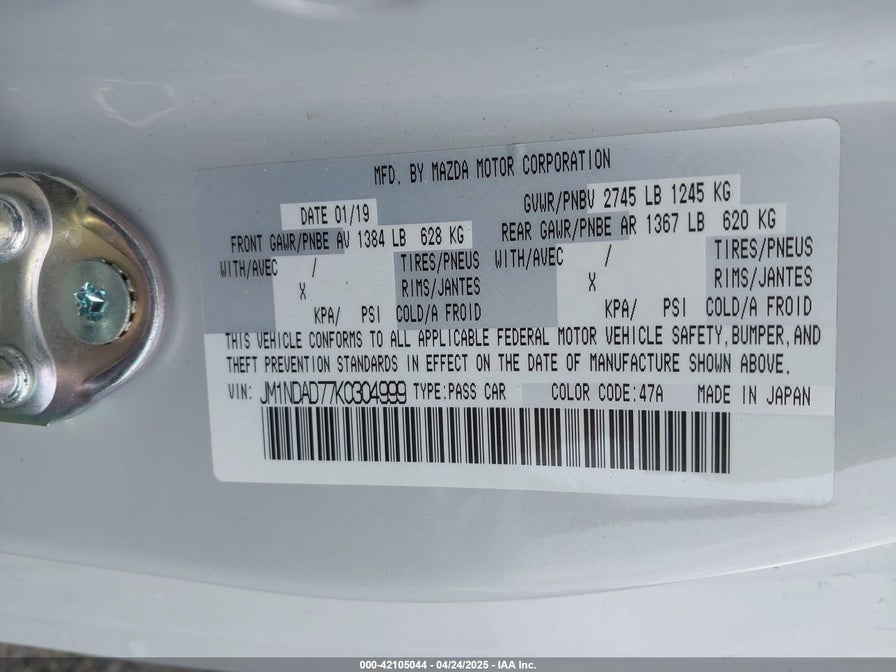 MFD. BY MAZDA MOTOR CORPORATION
DATE 01/19 GVWR/PNBV 2745 LB 1245 KG
FRONT GAWR/PNBE AV 1384 LB 628 KG REAR GAWR/PNBE AR 1367 LB 620 KG
WITH/AVEC / TIRES/PNEUS WITH/AVEC / TIRES/PNEUS
X RIMS/JANTES X RIMS/JANTES
KPA/ PSI COLD/A FROID KPA/ PSI COLD/A FROID
THIS VEHICLE CONFORMS TO ALL APPLICABLE FEDERAL MOTOR VEHICLE SAFETY, BUMPER, AND
THEFT PREVENTION STANDARDS IN EFFECT ON THE DATE OF MANUFACTURE SHOWN ABOVE.
VIN: JM1NDAD77K0304999 TYPE:PASS CAR COLOR CODE:47A MADE IN JAPAN
000-42105044 - 04/24/2025 - IAA Inc.